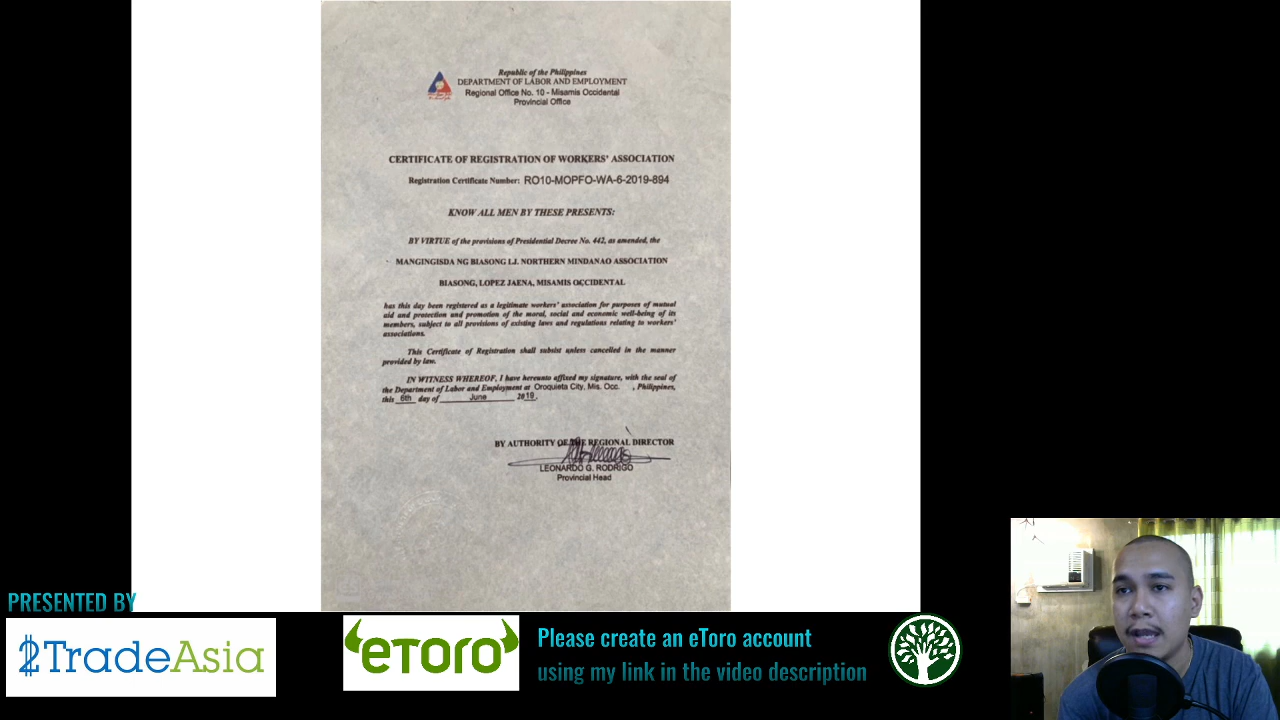 Republic of the Philippines
DEPARTMENT OF LABOR AND EMPLOYMENT
Regional Office No. 10 - Misamis Occidental
Provincial Office
CERTIFICATE OF REGISTRATION OF WORKERS' ASSOCIATION
Registration Certificate Number: RO10-MOPFO-WA-6-2019-894
KNOW ALL MEN BY THESE PRESENTS:
BY VIRTUE of the provisions of Presidential Decree No. 442, as amended, the
MANGINGISDA NG BIASONG LJ. NORTHERN MINDANAO ASSOCIATION
BIASONG, LOPEZ JAENA, MISAMIS OCCIDENTAL
has this day been registered as a legitimate workers' association for purposes of mutual
aid and protection and promotion of the moral, social and economic well-being of its
members, subject to all provisions of existing laws and regulations relating to workers'
associations.
This Certificate of Registration shall subsist unless cancelled in the manner
provided by law.
IN WITNESS WHEREOF, I have hereunto affixed my signature, with the seal of
the Department of Labor and Employment at Oroquieta City, Mis. Occ. , Philippines,
this 6th day of June 2019.
BY AUTHORITY OF THE REGIONAL DIRECTOR
LEONARDO G. RODRIGO
Provincial Head
PRESENTED BY
2TradeAsia
eToro
Please create an eToro account
using my link in the video description